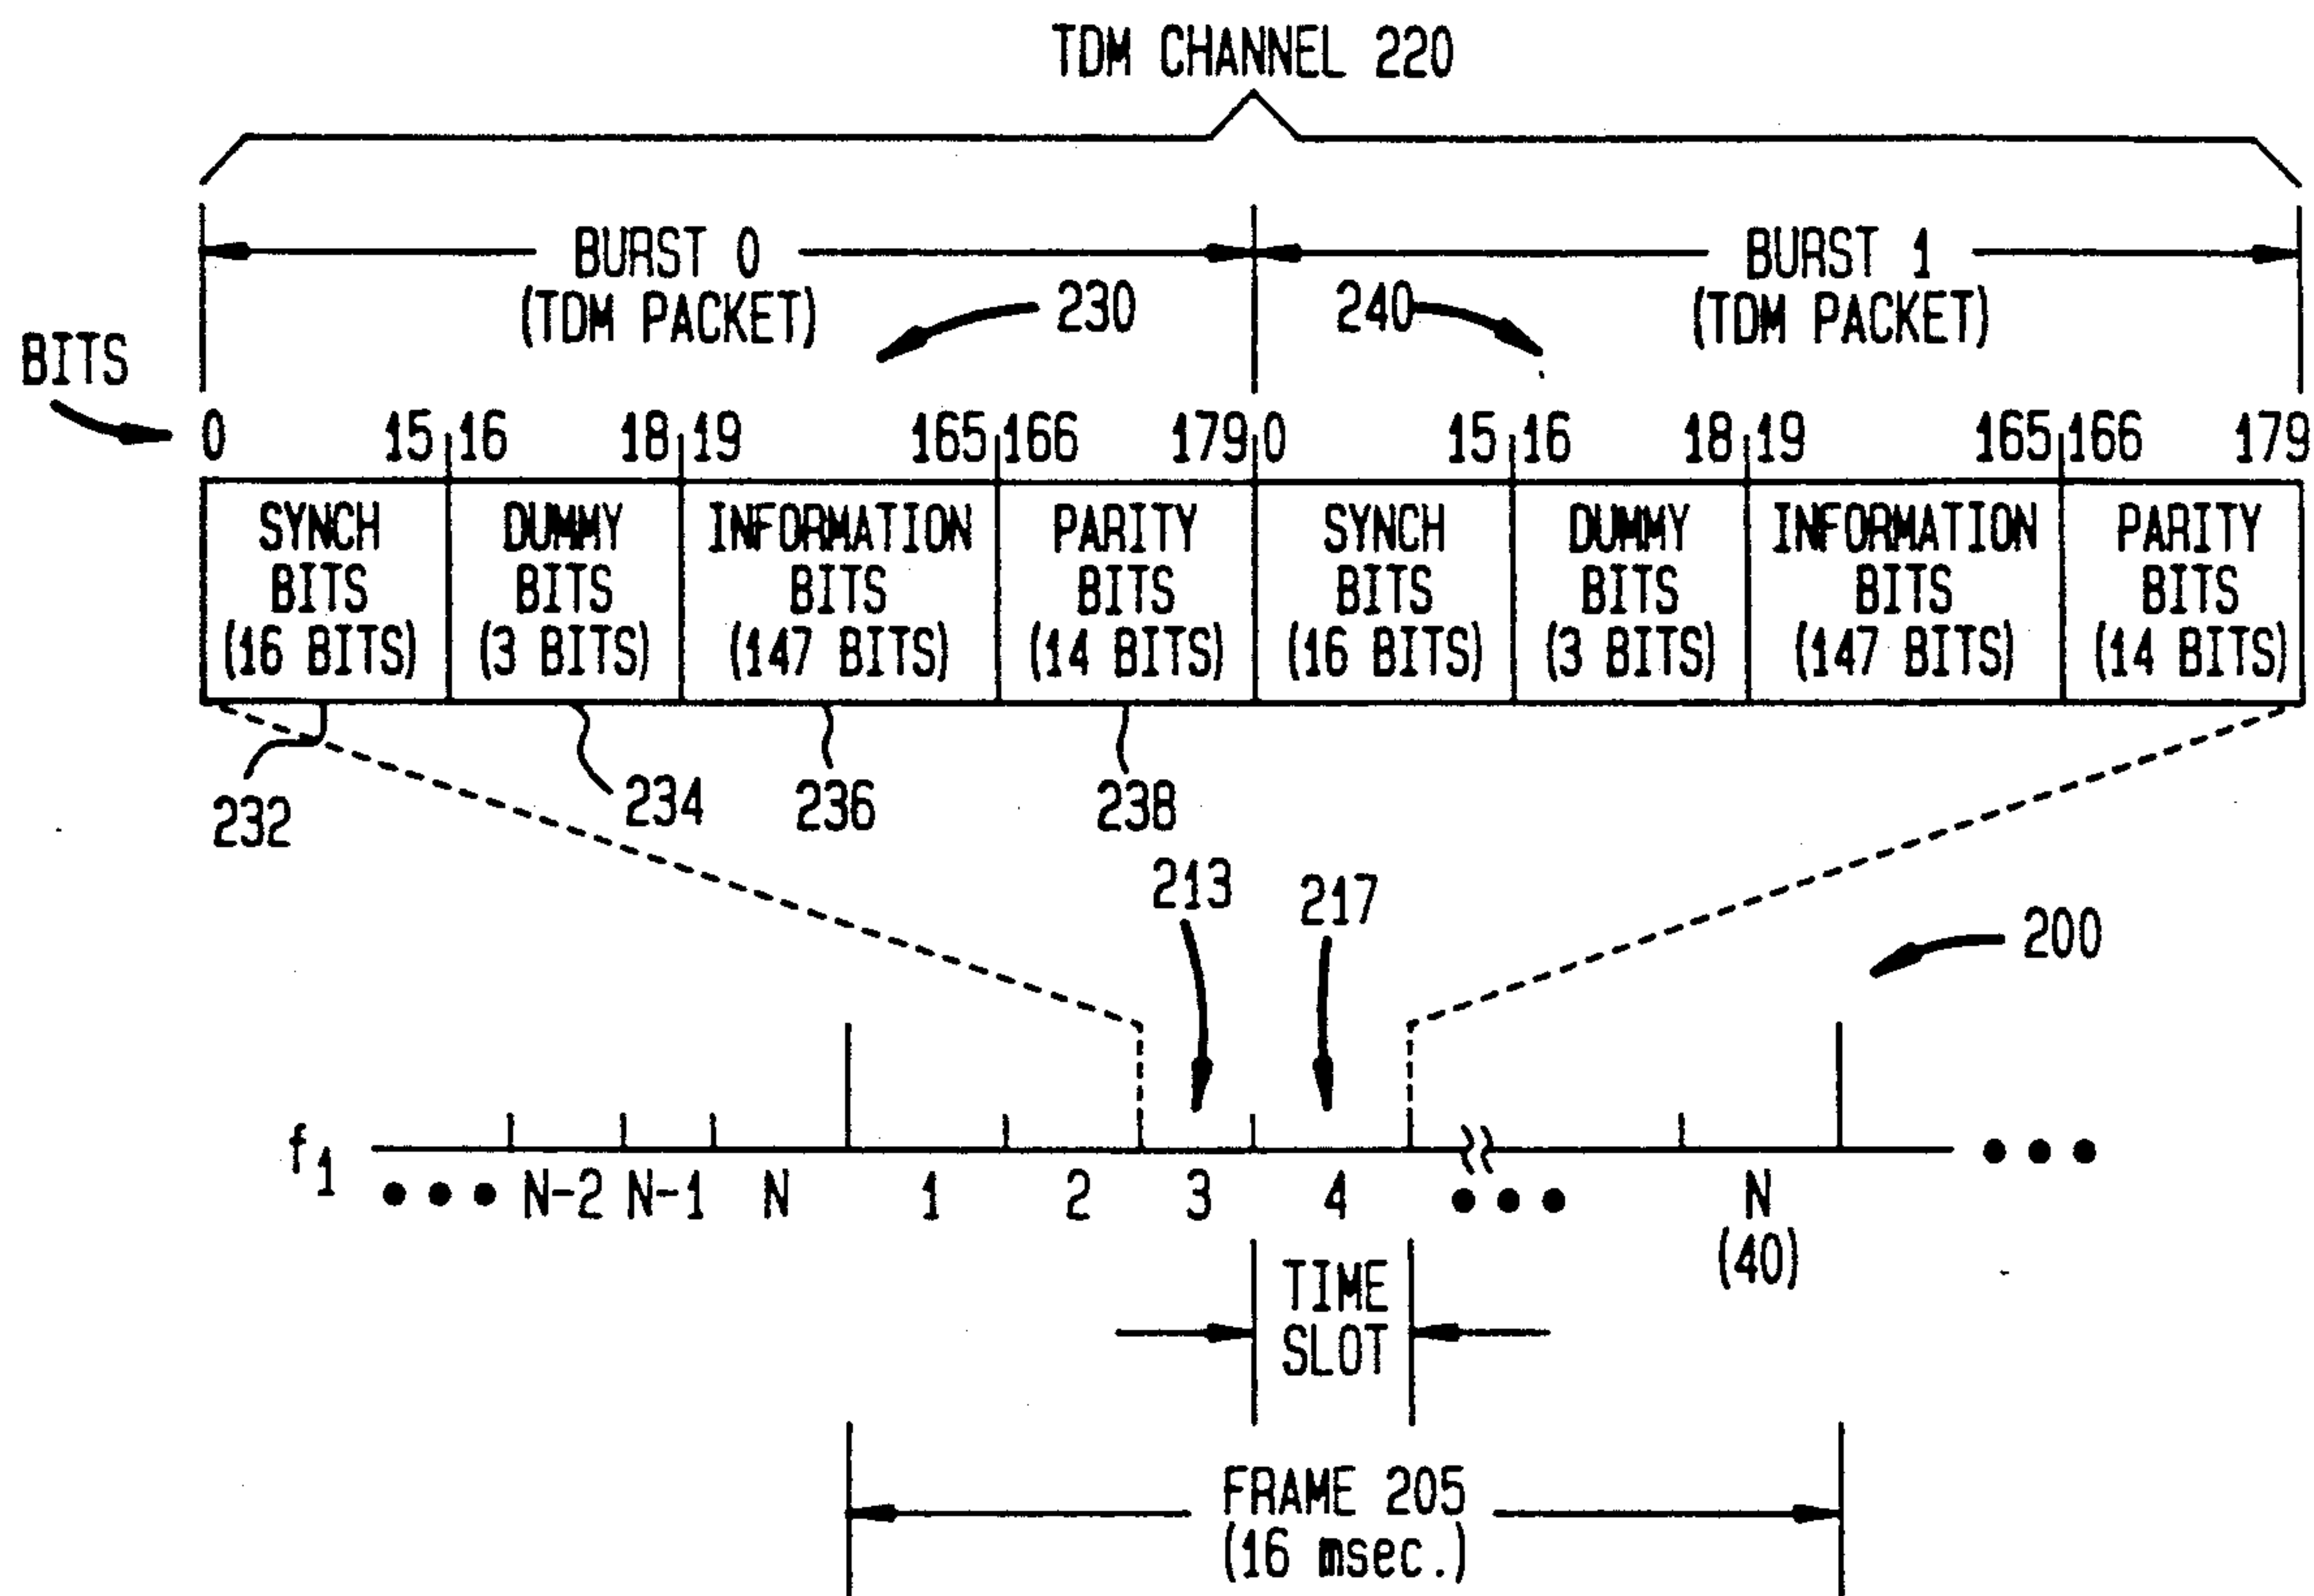 TDM CHANNEL 220
BURST 0
(TDM PACKET)
230
240
BURST 1
(TDM PACKET)
BITS
0 15 16 18 19 165 166 179 0 15 16 18 19 165 166 179
SYNCH
BITS
(16 BITS)
DUMMY
BITS
(3 BITS)
INFORMATION
BITS
(147 BITS)
PARITY
BITS
(14 BITS)
SYNCH
BITS
(16 BITS)
DUMMY
BITS
(3 BITS)
INFORMATION
BITS
(147 BITS)
PARITY
BITS
(14 BITS)
232
234
236
238
213
217
200
f1
N-2 N-1 N 1 2 3 4 N
(40)
TIME
SLOT
FRAME 205
(16 msec.)